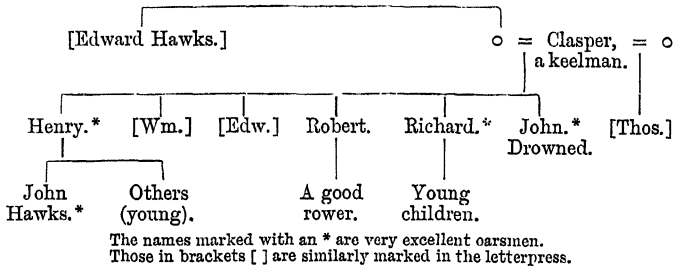 [Edward Hawks.] o = Clasper, = o
a keelman.
Henry.* [Wm.] [Edw.] Robert. Richard.* John.* [Thos.]
Drowned.
John Others A good Young
Hawks.* (young). rower. children.
The names marked with an * are very excellent oarsmen.
Those in brackets [ ] are similarly marked in the letterpress.